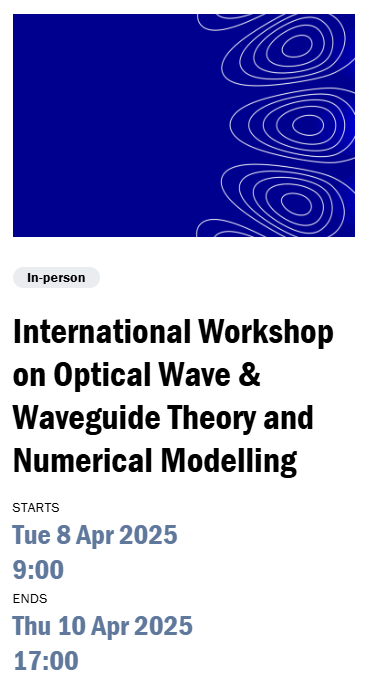 In-person
International Workshop
on Optical Wave &
Waveguide Theory and
Numerical Modelling
STARTS
Tue 8 Apr 2025
9:00
ENDS
Thu 10 Apr 2025
17:00